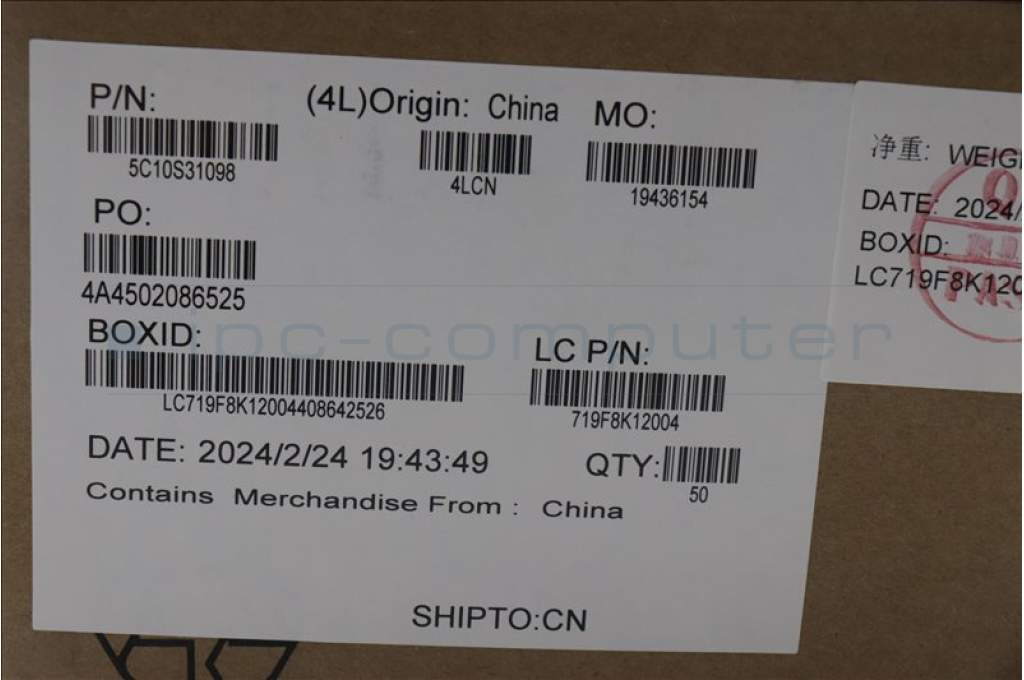 P/N: (4L)Origin: China MO:
5C10S31098 4LCN 19436154
PO:
4A4502086525
BOXID: LC P/N:
LC719F8K12004408642526 719F8K12004
DATE: 2024/2/24 19:43:49 QTY:
50
Contains Merchandise From : China
SHIPTO:CN
净重:
DATE: 2024/
BOXID:
LC719F8K120
pc-computer